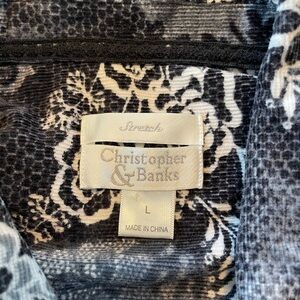 Stretch
Christopher
& Banks
L
MADE IN CHINA